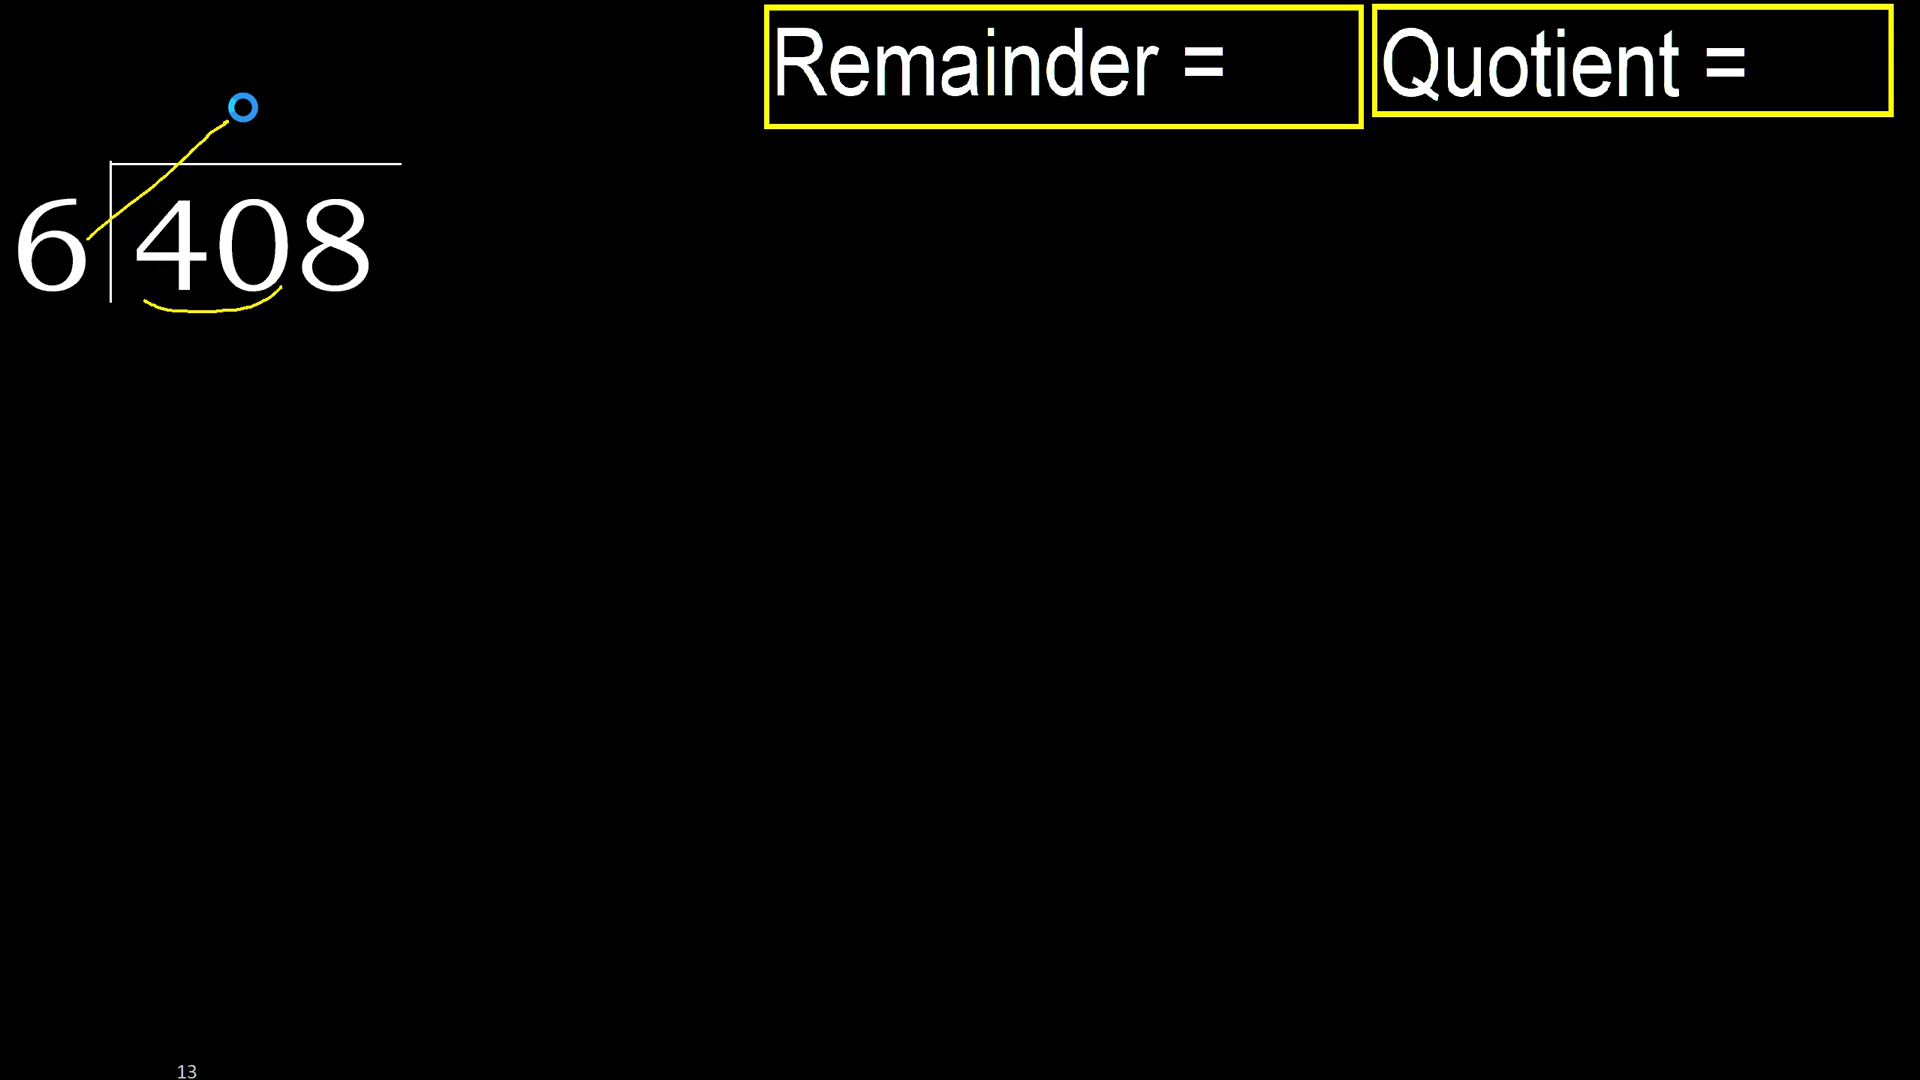 Remainder =
Quotient =
6 408
13